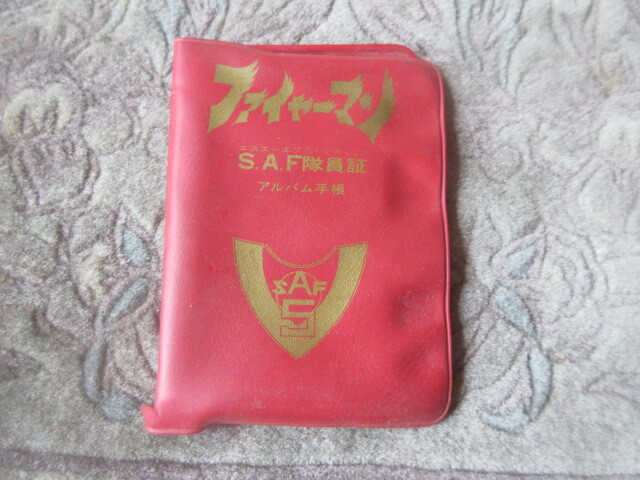 ファイヤーマン
エスエーエフたいいんしょう
S.A.F隊員証
アルバム手帳
SAF